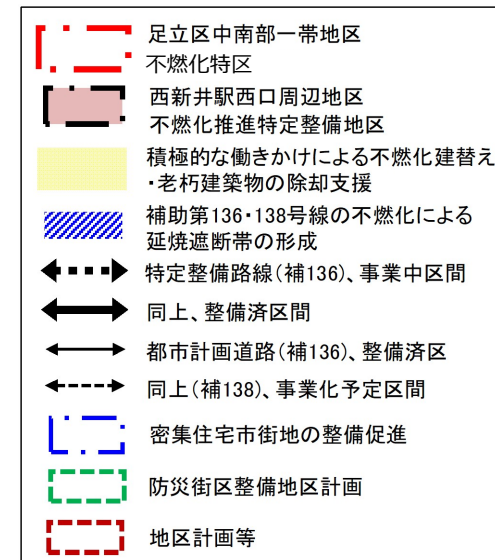 足立区中南部一帯地区
不燃化特区
西新井駅西口周辺地区
不燃化推進特定整備地区
積極的な働きかけによる不燃化建替え
・老朽建築物の除却支援
補助第136・138号線の不燃化による
延焼遮断帯の形成
特定整備路線(補136)、事業中区間
同上、整備済区間
都市計画道路(補136)、整備済区
同上(補138)、事業化予定区間
密集住宅市街地の整備促進
防災街区整備地区計画
地区計画等